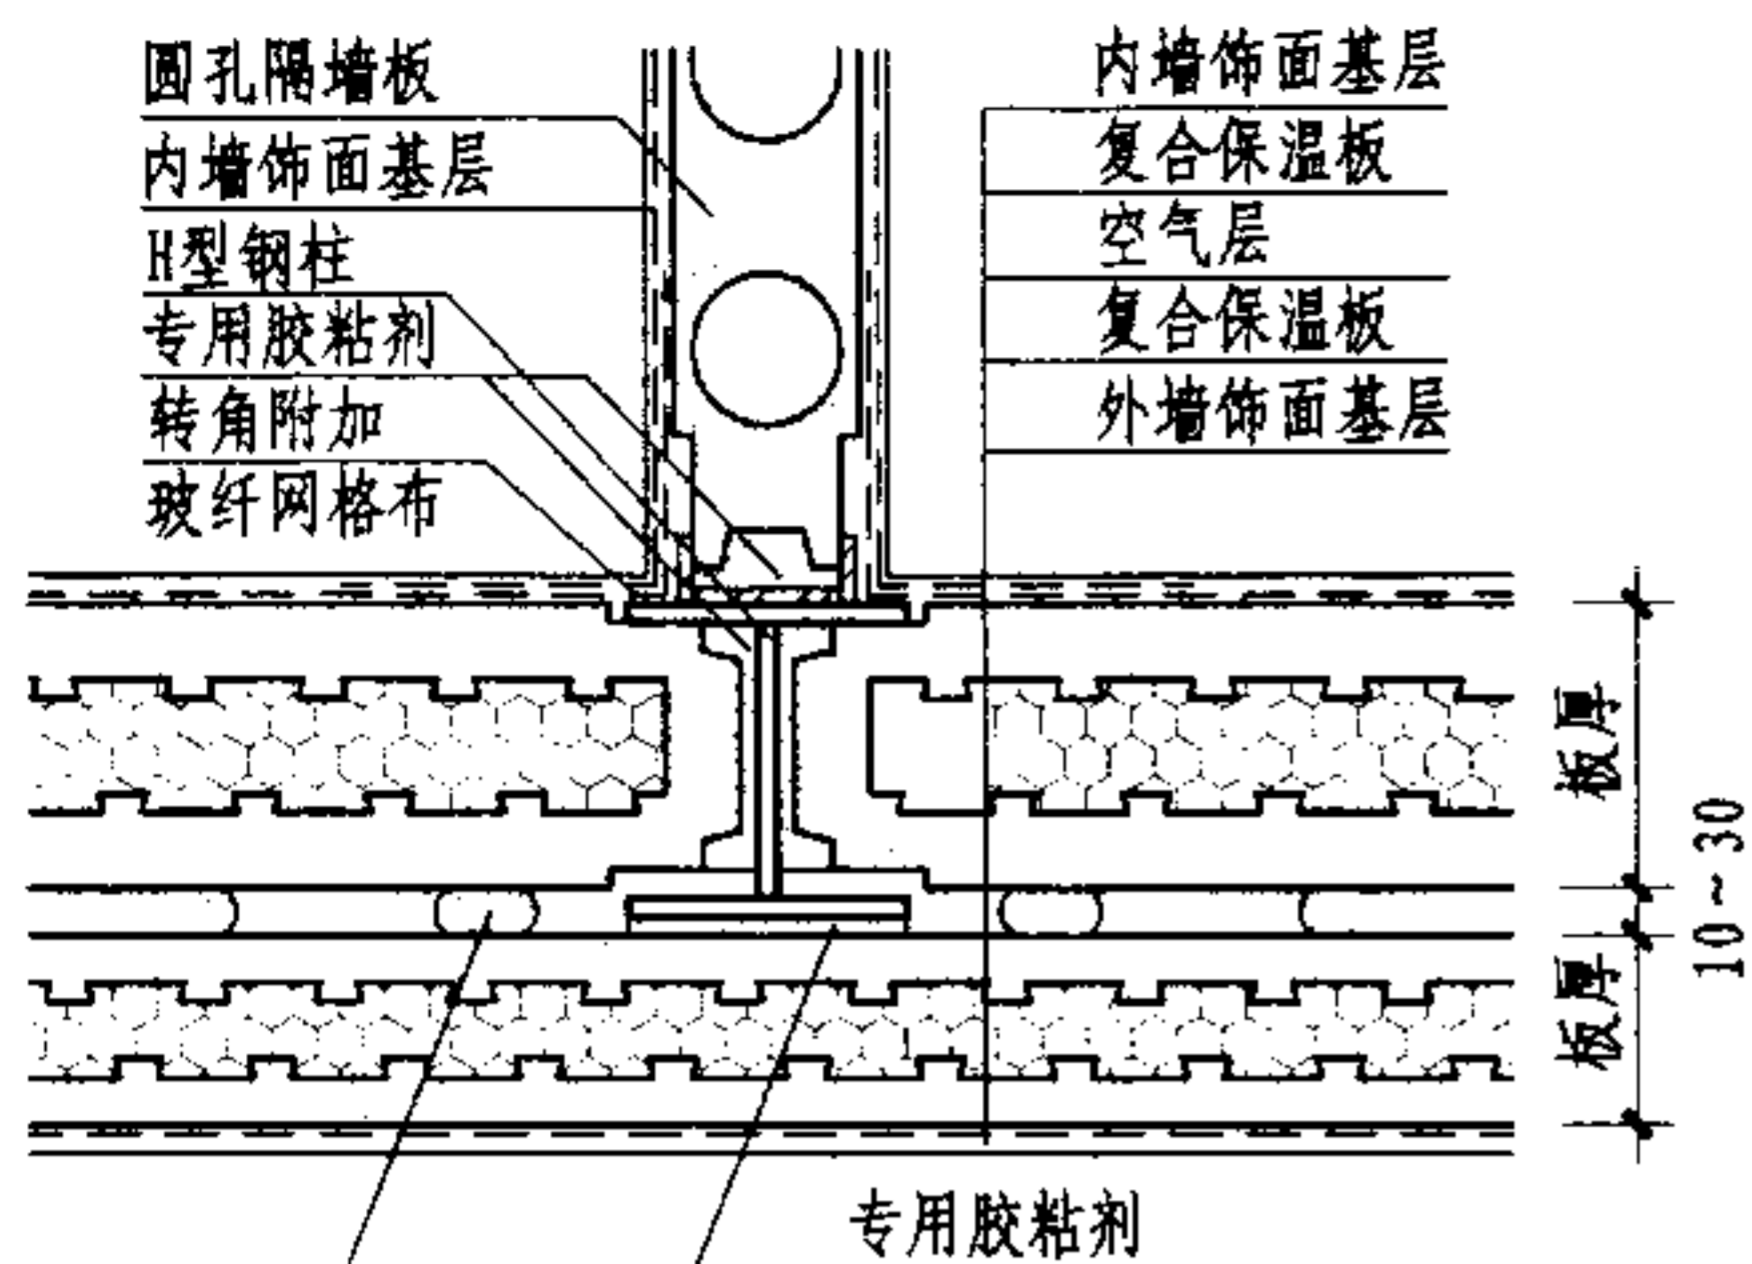 圆孔隔墙板
内墙饰面基层
H型钢柱
专用胶粘剂
转角附加
玻纤网格布
内墙饰面基层
复合保温板
空气层
复合保温板
外墙饰面基层
板厚
10~30
板厚
专用胶粘剂